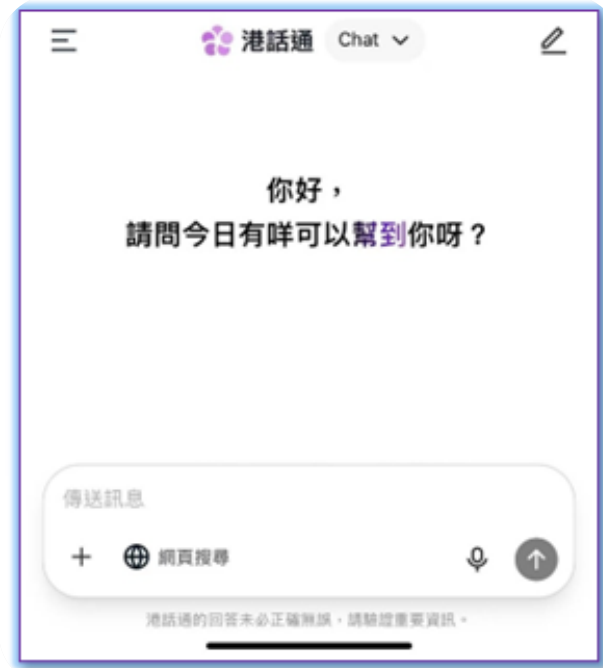 港話通 Chat
你好，
請問今日有咩可以幫到你呀？
傳送訊息
網頁搜尋
港話通的回答未必正確無誤，請驗證重要資訊。